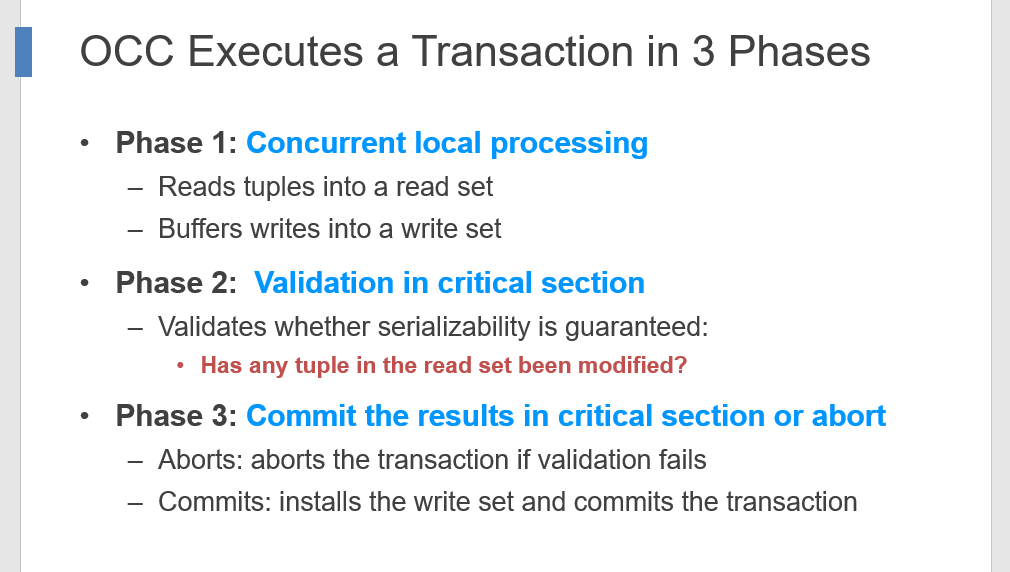 OCC Executes a Transaction in 3 Phases
• Phase 1: Concurrent local processing
– Reads tuples into a read set
– Buffers writes into a write set
• Phase 2: Validation in critical section
– Validates whether serializability is guaranteed:
• Has any tuple in the read set been modified?
• Phase 3: Commit the results in critical section or abort
– Aborts: aborts the transaction if validation fails
– Commits: installs the write set and commits the transaction